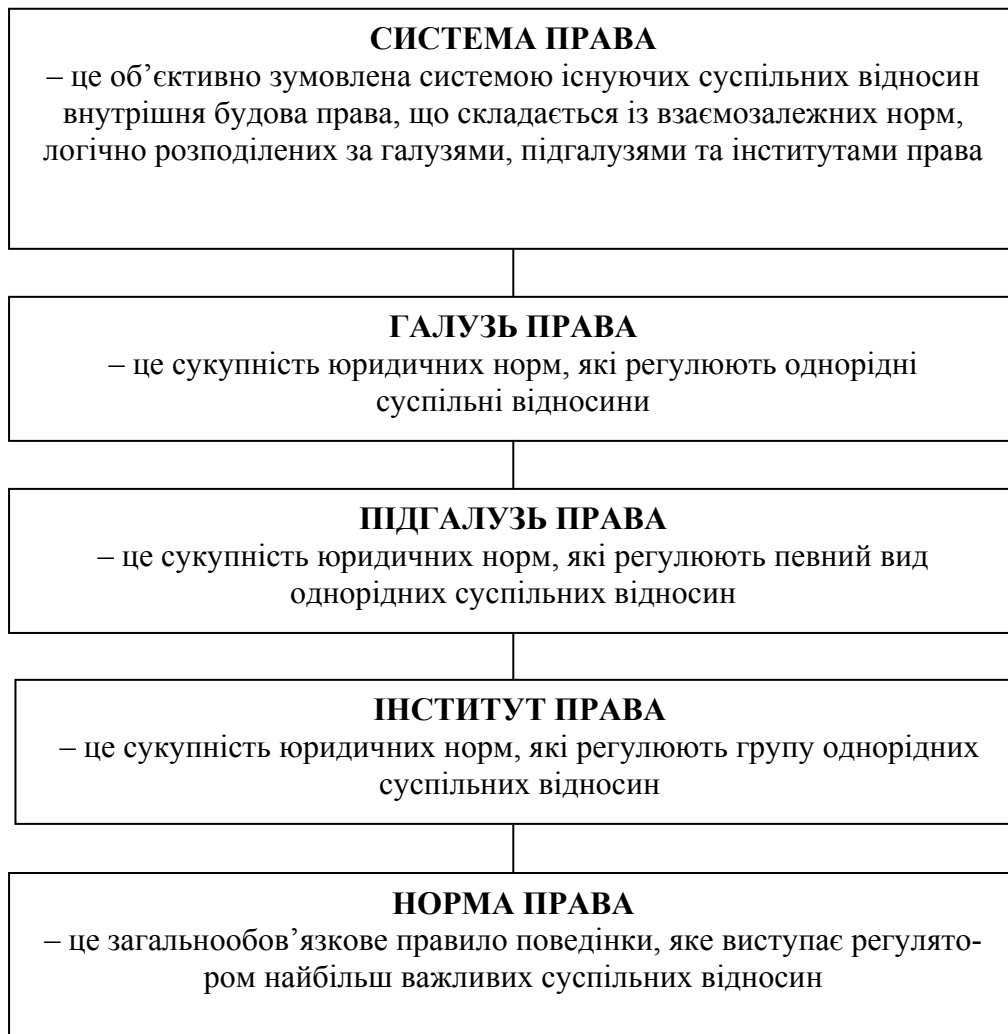 СИСТЕМА ПРАВА
– це об’єктивно зумовлена системою існуючих суспільних відносин
внутрішня будова права, що складається із взаємозалежних норм,
логічно розподілених за галузями, підгалузями та інститутами права
ГАЛУЗЬ ПРАВА
– це сукупність юридичних норм, які регулюють однорідні
суспільні відносини
ПІДГАЛУЗЬ ПРАВА
– це сукупність юридичних норм, які регулюють певний вид
однорідних суспільних відносин
ІНСТИТУТ ПРАВА
– це сукупність юридичних норм, які регулюють групу однорідних
суспільних відносин
НОРМА ПРАВА
– це загальнообов’язкове правило поведінки, яке виступає регулято-
ром найбільш важливих суспільних відносин